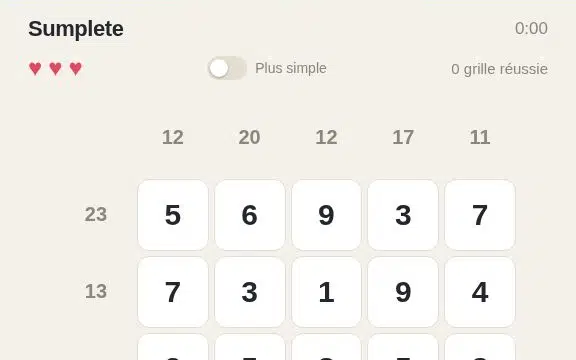 Sumplete 0:00
♥ ♥ ♥ Plus simple 0 grille réussie
12 20 12 17 11
23 5 6 9 3 7
13 7 3 1 9 4